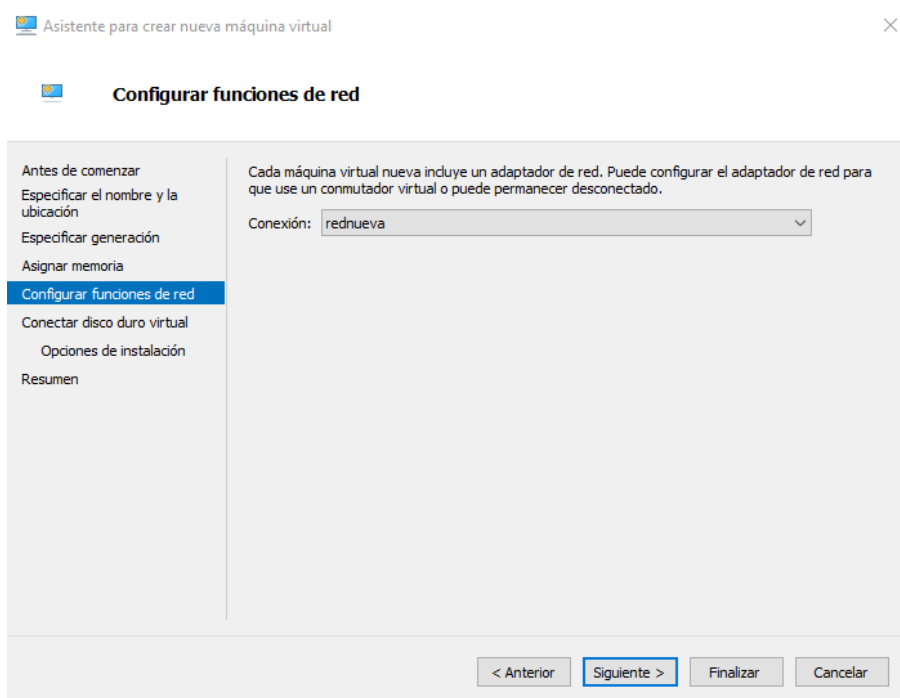 Asistente para crear nueva máquina virtual
Configurar funciones de red
Antes de comenzar
Especificar el nombre y la
ubicación
Especificar generación
Asignar memoria
Configurar funciones de red
Conectar disco duro virtual
Opciones de instalación
Resumen
Cada máquina virtual nueva incluye un adaptador de red. Puede configurar el adaptador de red para
que use un conmutador virtual o puede permanecer desconectado.
Conexión: rednueva
< Anterior
Siguiente >
Finalizar
Cancelar